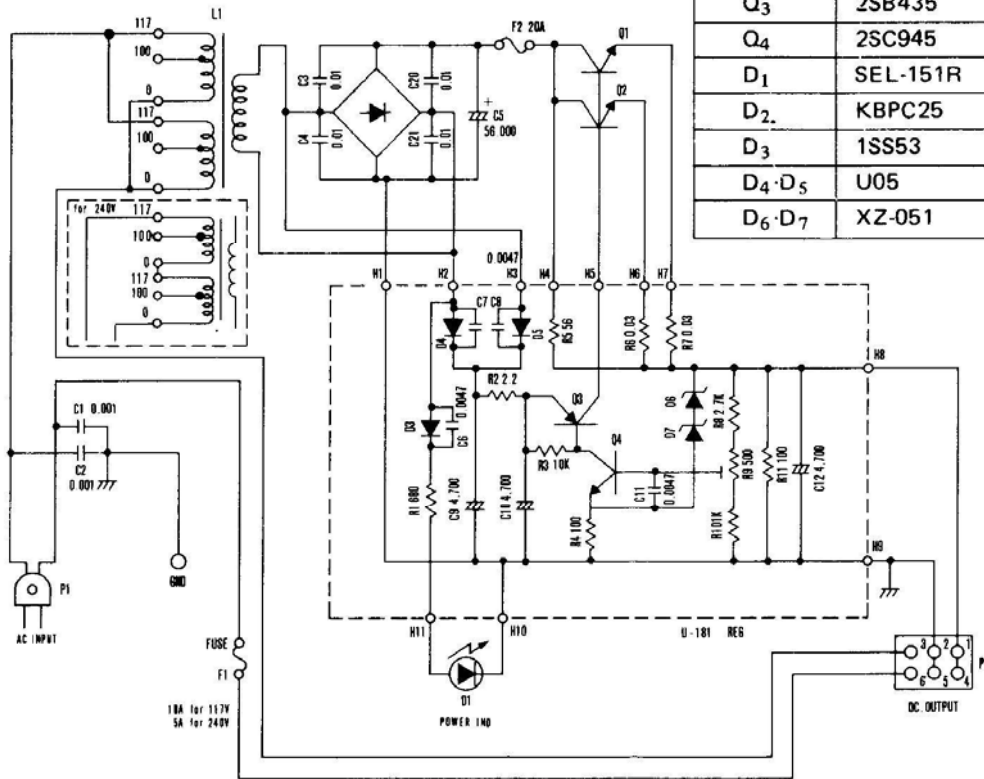 Q3 2SB435
Q4 2SC945
D1 SEL-151R
D2. KBPC25
D3 1SS53
D4·D5 U05
D6·D7 XZ-051
117
L1
100
0
117
100
0
for 240V
117
100
0
117
100
0
C3 0.01
C4 0.01
C20 0.01
C21 0.01
+
C5
56.000
F2 20A
Q1
Q2
0.0047
H1
H2
H3
H4
H5
H6
H7
C7 C8
D4
D5
R5 56
R6 0.03
R7 0.03
H8
R2 2.2
Q3
D6
D7
R8 2.7K
D3
0.0047
C6
R3 10K
Q4
C11
0.0047
R9 500
R11 100
C12 4,700
R1 680
C9 4,700
R4 100
R10 1K
H9
C1 0.001
C2
0.001
GND
P1
AC INPUT
H11
H10
U-181 REG
D1
POWER IND
FUSE
F1
10A for 117V
5A for 240V
3 2 1
6 5 4
P
DC. OUTPUT